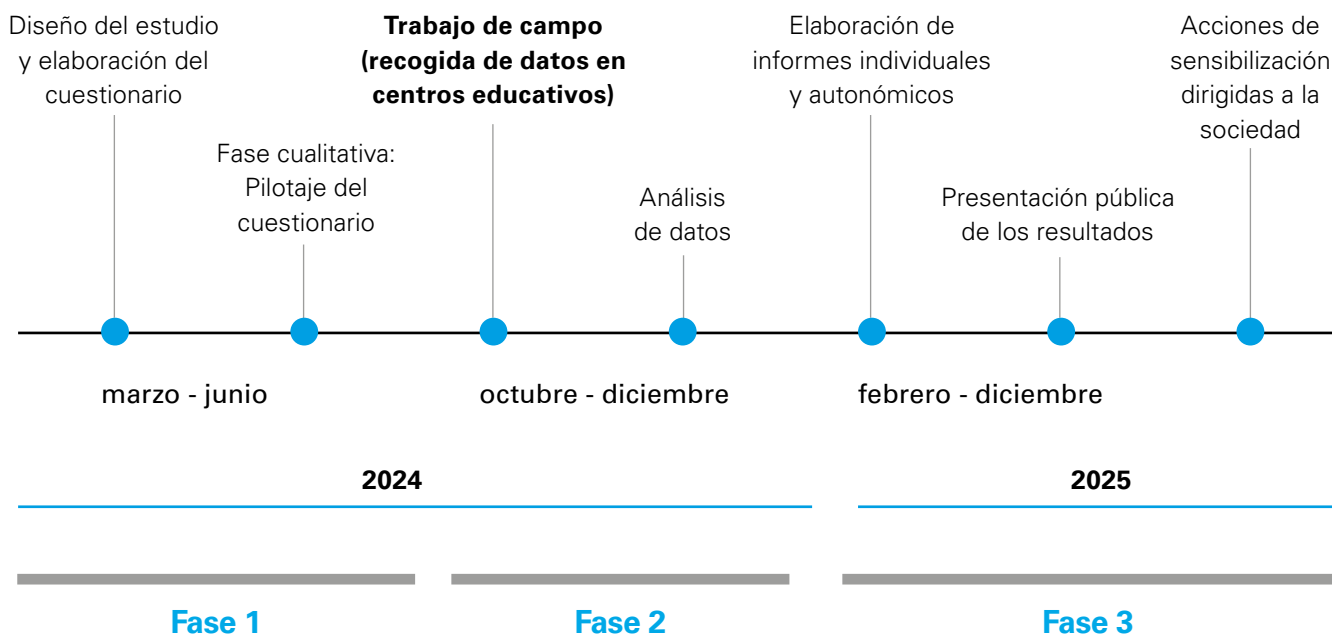 Diseño del estudio
y elaboración del
cuestionario
Fase cualitativa:
Pilotaje del
cuestionario
Trabajo de campo
(recogida de datos en
centros educativos)
Análisis
de datos
Elaboración de
informes individuales
y autonómicos
Presentación pública
de los resultados
Acciones de
sensibilización
dirigidas a la
sociedad
marzo - junio
octubre - diciembre
febrero - diciembre
2024
2025
Fase 1
Fase 2
Fase 3